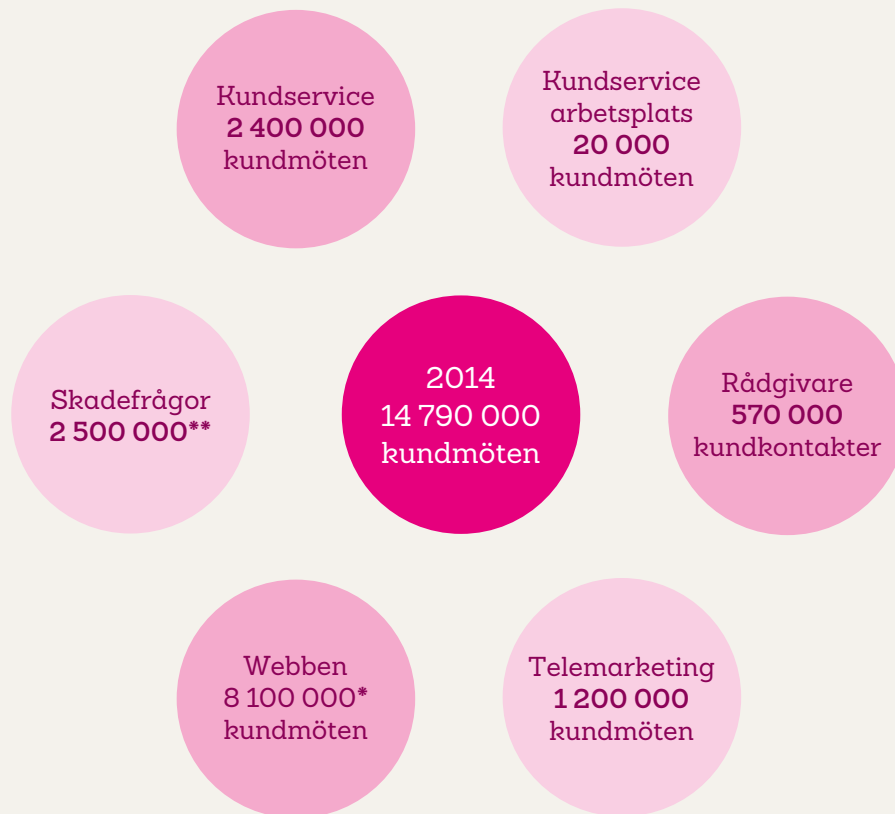 Kundservice
2 400 000
kundmöten
Kundservice
arbetsplats
20 000
kundmöten
Skadefrågor
2 500 000**
2014
14 790 000
kundmöten
Rådgivare
570 000
kundkontakter
Webben
8 100 000*
kundmöten
Telemarketing
1 200 000
kundmöten